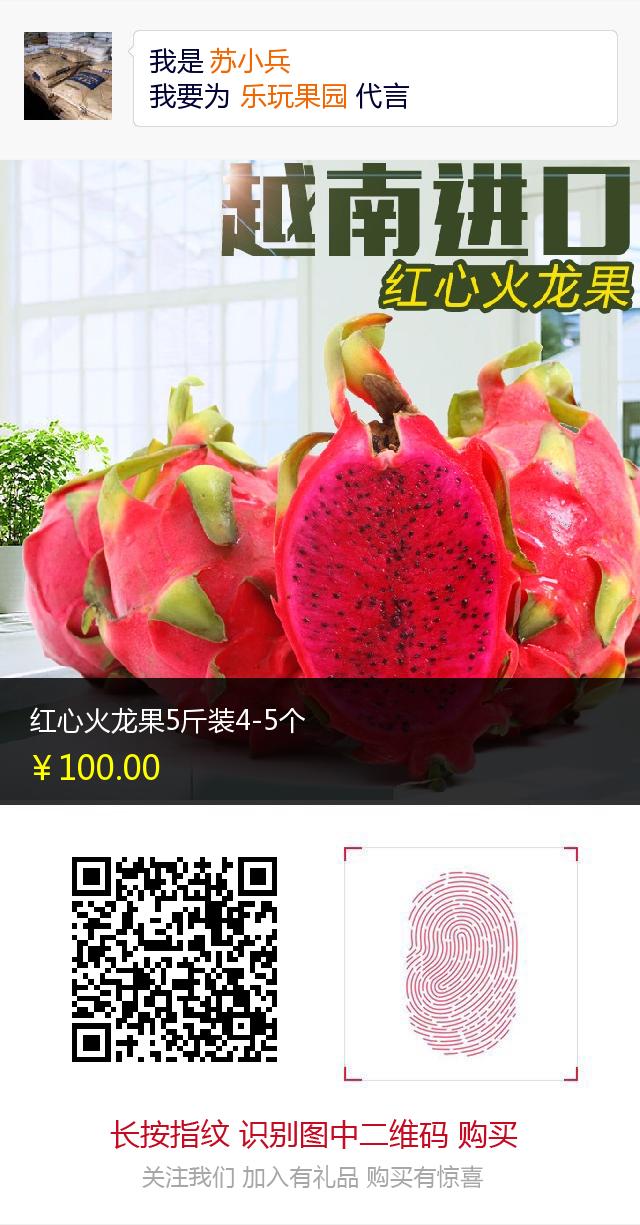 我是 苏小兵
我要为 乐玩果园 代言
越南进口
红心火龙果
红心火龙果5斤装4-5个
￥100.00
长按指纹 识别图中二维码 购买
关注我们 加入有礼品 购买有惊喜